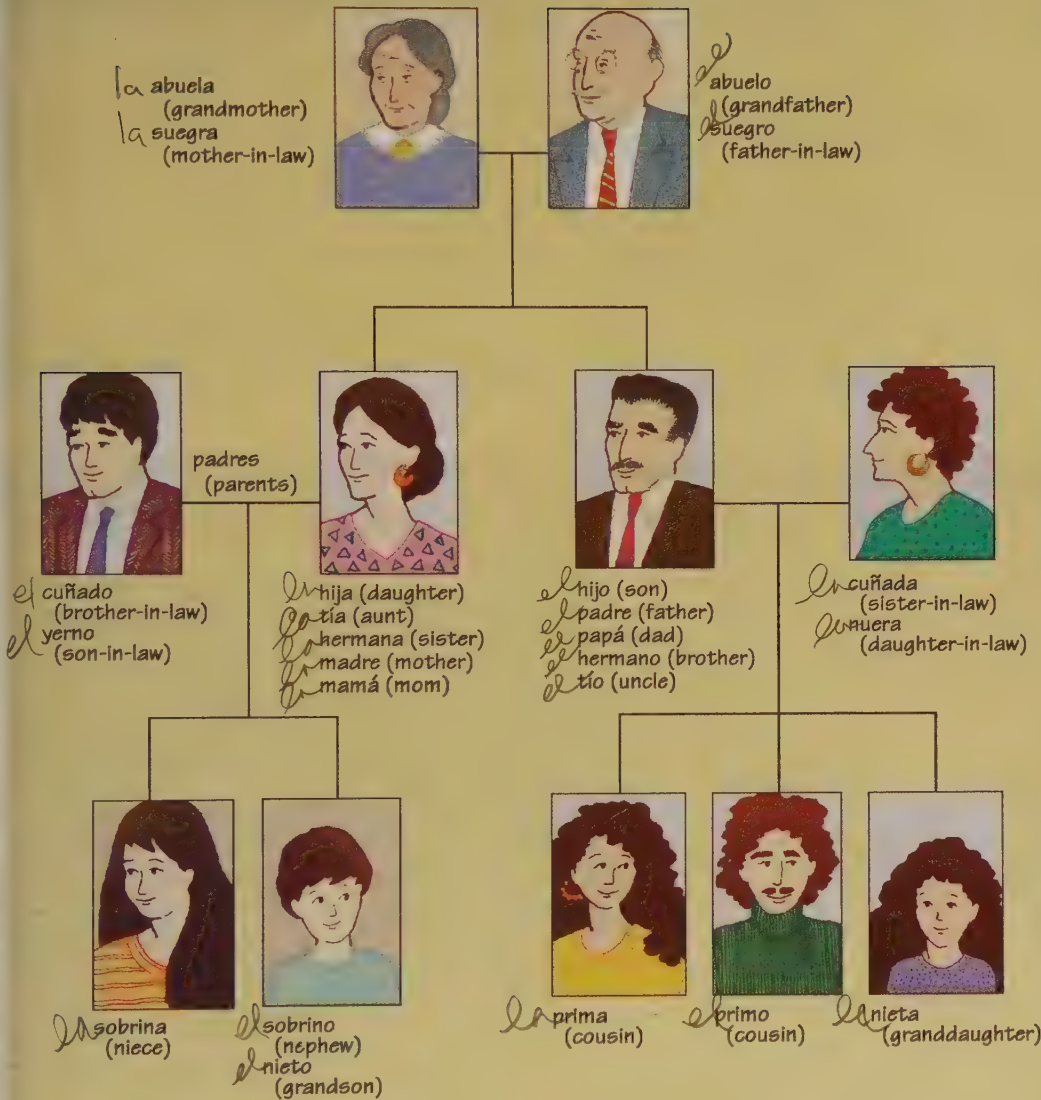 la abuela
(grandmother)
la suegra
(mother-in-law)
el
abuelo
(grandfather)
el suegro
(father-in-law)
padres
(parents)
el cuñado
(brother-in-law)
el yerno
(son-in-law)
la hija (daughter)
la tía (aunt)
la hermana (sister)
la madre (mother)
la mamá (mom)
el hijo (son)
el padre (father)
el papá (dad)
el hermano (brother)
el tío (uncle)
la cuñada
(sister-in-law)
la nuera
(daughter-in-law)
la sobrina
(niece)
el sobrino
(nephew)
el nieto
(grandson)
la prima
(cousin)
el primo
(cousin)
la nieta
(granddaughter)